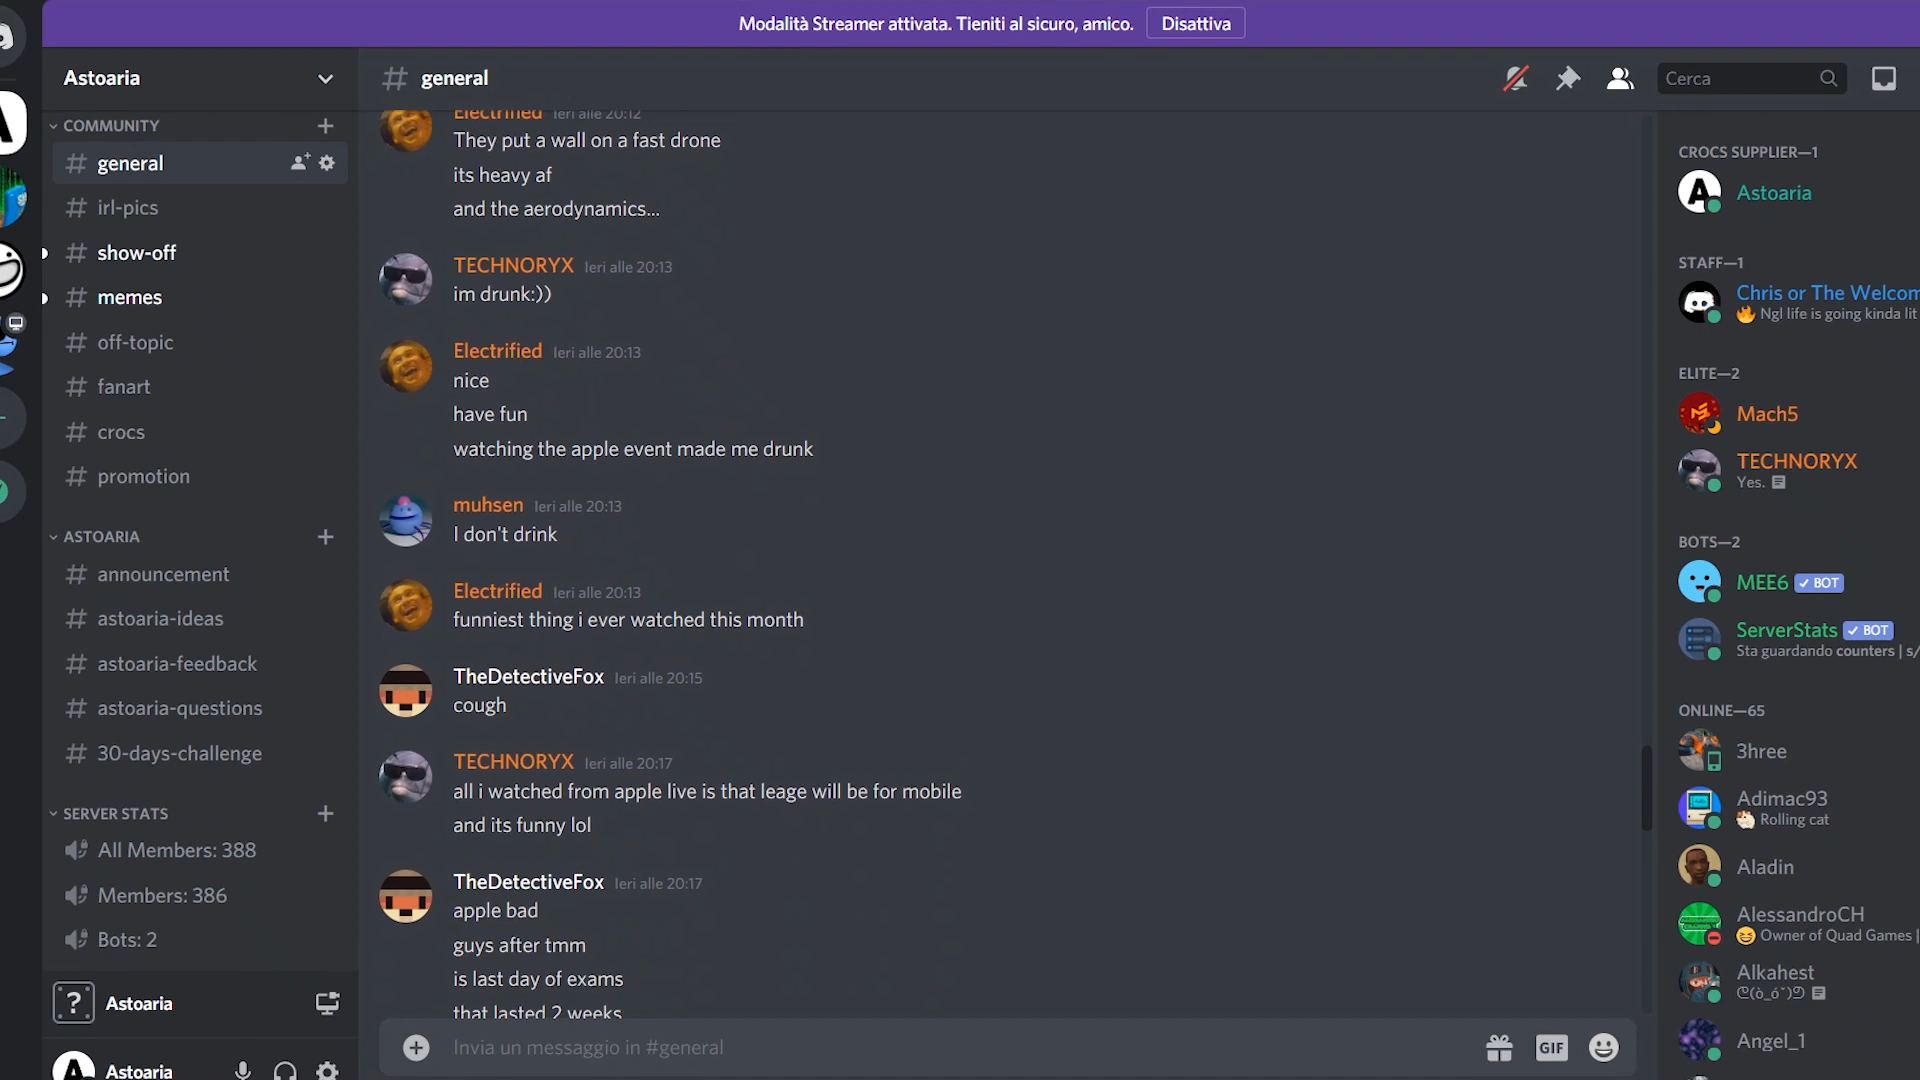 Modalità Streamer attivata. Tieniti al sicuro, amico. Disattiva
Astoaria
COMMUNITY
general
irl-pics
show-off
memes
off-topic
fanart
crocs
promotion
ASTOARIA
announcement
astoaria-ideas
astoaria-feedback
astoaria-questions
30-days-challenge
SERVER STATS
All Members: 388
Members: 386
Bots: 2
Astoaria
Astoaria
general
Cerca
Electrified Ieri alle 20:12
They put a wall on a fast drone
its heavy af
and the aerodynamics...
TECHNORYX Ieri alle 20:13
im drunk:))
Electrified Ieri alle 20:13
nice
have fun
watching the apple event made me drunk
muhsen Ieri alle 20:13
I don't drink
Electrified Ieri alle 20:13
funniest thing i ever watched this month
TheDetectiveFox Ieri alle 20:15
cough
TECHNORYX Ieri alle 20:17
all i watched from apple live is that leage will be for mobile
and its funny lol
TheDetectiveFox Ieri alle 20:17
apple bad
guys after tmm
is last day of exams
that lasted 2 weeks
Invia un messaggio in #general
GIF
CROCS SUPPLIER—1
Astoaria
STAFF—1
Chris or The Welcom
Ngl life is going kinda lit
ELITE—2
Mach5
TECHNORYX
Yes.
BOTS—2
MEE6 BOT
ServerStats BOT
Sta guardando counters | s/
ONLINE—65
3hree
Adimac93
Rolling cat
Aladin
AlessandroCH
Owner of Quad Games |
Alkahest
Angel_1